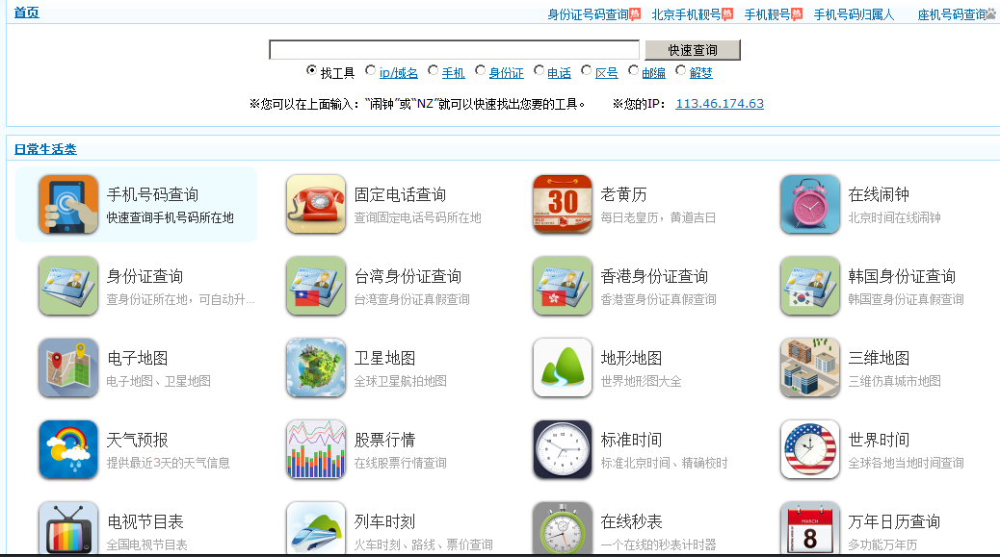 首页
身份证号码查询热 北京手机靓号热 手机靓号热 手机号码归属人 座机号码查询
快速查询
找工具 ip/域名 手机 身份证 电话 区号 邮编 解梦
※您可以在上面输入：“闹钟”或“NZ”就可以快速找出您要的工具。 ※您的IP： 113.46.174.63
日常生活类
手机号码查询 固定电话查询 老黄历 在线闹钟
快速查询手机号码所在地 查询固定电话号码所在地 每日老皇历，黄道吉日 北京时间在线闹钟
30
身份证查询 台湾身份证查询 香港身份证查询 韩国身份证查询
查身份证所在地，可自动升... 台湾查身份证真假查询 香港查身份证真假查询 韩国查身份证真假查询
电子地图 卫星地图 地形地图 三维地图
电子地图、卫星地图 全球卫星航拍地图 世界地形图大全 三维仿真城市地图
天气预报 股票行情 标准时间 世界时间
提供最近3天的天气信息 在线股票行情查询 标准北京时间、精确校时 全球各地当地时间查询
电视节目表 列车时刻 在线秒表 万年日历查询
全国电视节目表 火车时刻、路线、票价查询 一个在线的秒表计时器 多功能万年历
MARCH
8